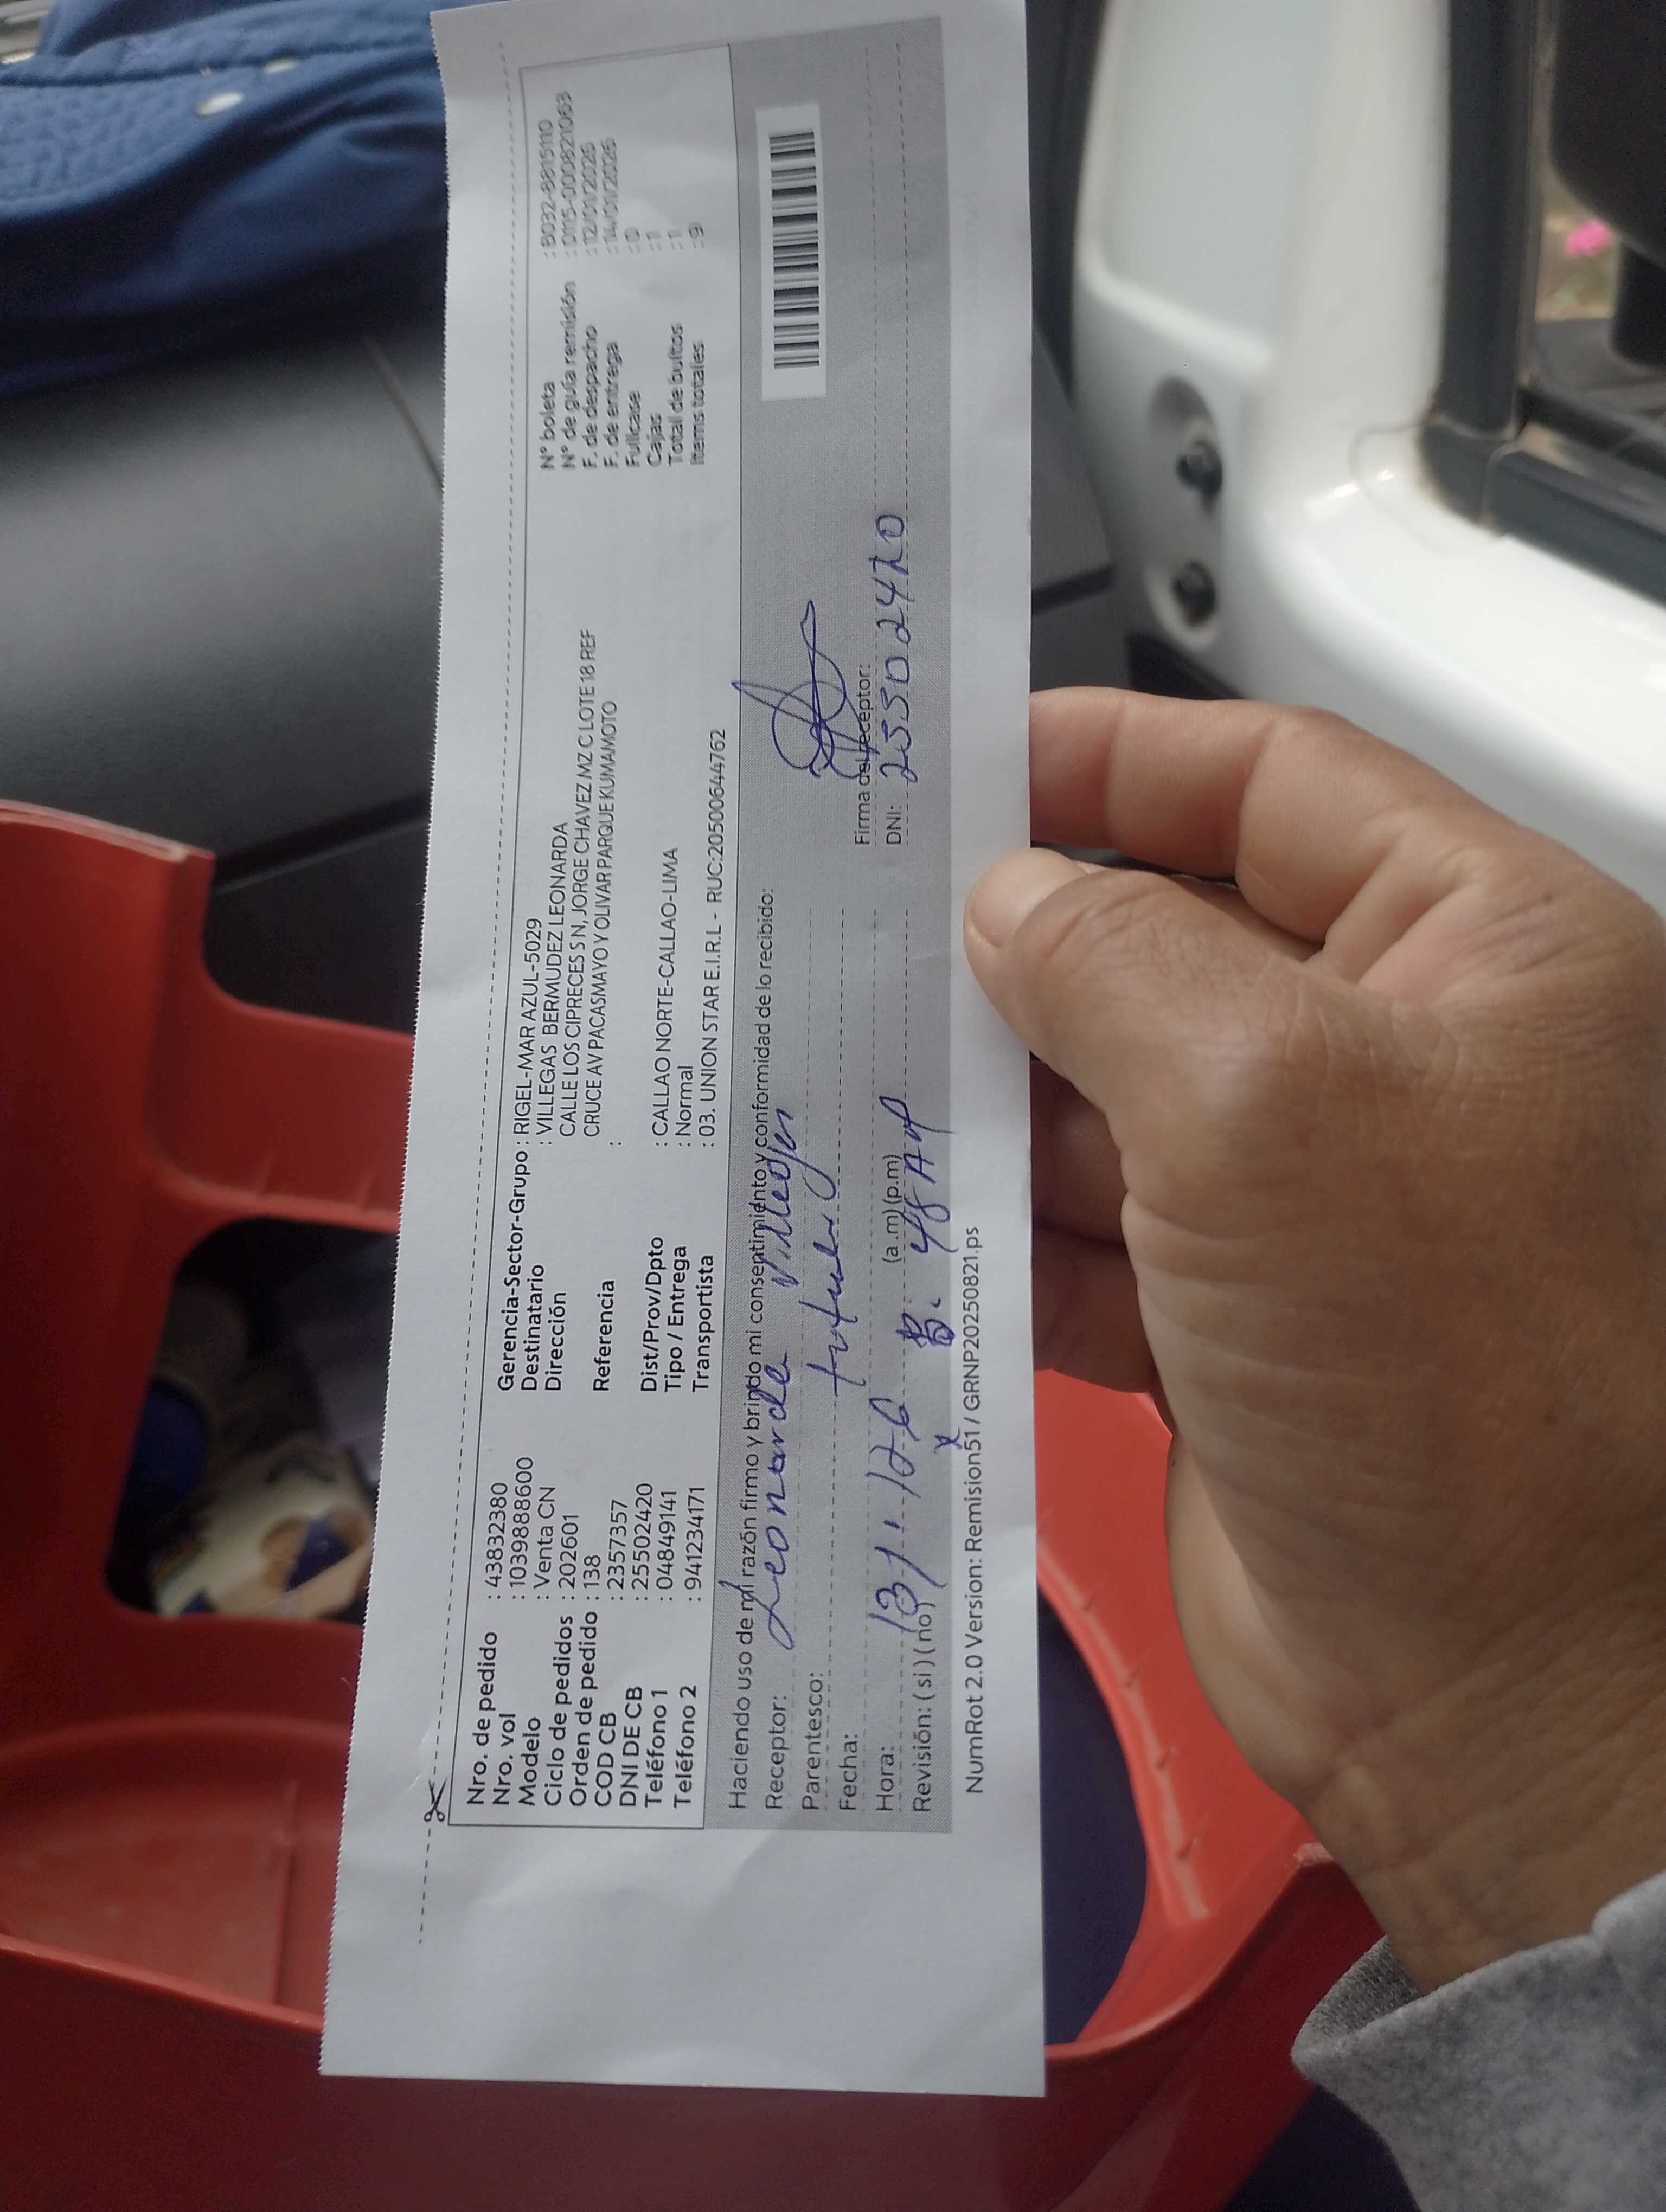 Nro. de pedido : 43832380
Nro. vol : 1039888600
Modelo : Venta CN
Ciclo de pedidos : 202601
Orden de pedido : 138
COD CB : 2357357
DNI DE CB : 25502420
Teléfono 1 : 04849141
Teléfono 2 : 941234171
Gerencia-Sector-Grupo : RIGEL-MAR AZUL-5029
Destinatario : VILLEGAS BERMUDEZ LEONARDA
Dirección CALLE LOS CIPRECES S N, JORGE CHAVEZ MZ C LOTE 18 REF
CRUCE AV PACASMAYO Y OLIVAR PARQUE KUMAMOTO
Referencia :
Dist/Prov/Dpto : CALLAO NORTE-CALLAO-LIMA
Tipo / Entrega : Normal
Transportista : 03. UNION STAR E.I.R.L - RUC:20500644762
N° boleta : B032-8815110
N° de guía remisión : 0115-000821063
F. de despacho : 12/01/2026
F. de entrega : 14/01/2026
Fullcase : 0
Cajas : 1
Total de bultos : 1
Items totales : 9
Haciendo uso de mi razón firmo y brindo mi consentimiento y conformidad de lo recibido:
Receptor: Leonarda Villegas
Parentesco:
Fecha:
Hora: (a.m) (p.m)
Revisión: ( si ) ( no )
Firma del receptor:
DNI: 25502420
NumRot 2.0 Version: Remision51 / GRNP20250821.ps